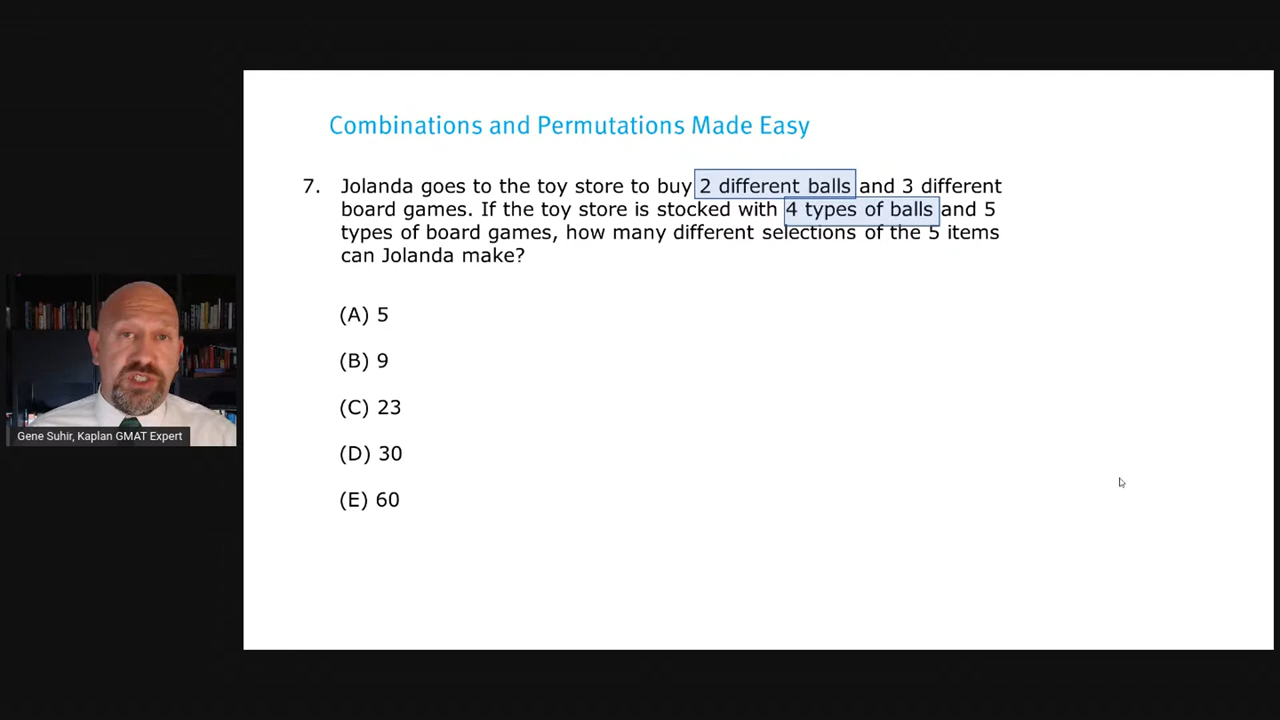 Combinations and Permutations Made Easy
7. Jolanda goes to the toy store to buy 2 different balls and 3 different
board games. If the toy store is stocked with 4 types of balls and 5
types of board games, how many different selections of the 5 items
can Jolanda make?
(A) 5
(B) 9
(C) 23
(D) 30
(E) 60
Gene Suhir, Kaplan GMAT Expert